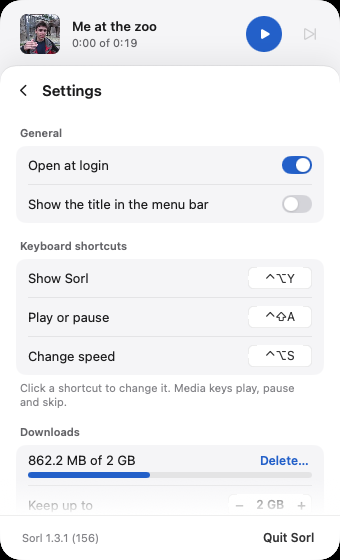 Me at the zoo
0:00 of 0:19
Settings
General
Open at login
Show the title in the menu bar
Keyboard shortcuts
Show Sorl ⌃⌥Y
Play or pause ⌃⇧A
Change speed ⌃⌥S
Click a shortcut to change it. Media keys play, pause
and skip.
Downloads
862.2 MB of 2 GB Delete...
Keep up to − 2 GB +
Sorl 1.3.1 (156) Quit Sorl